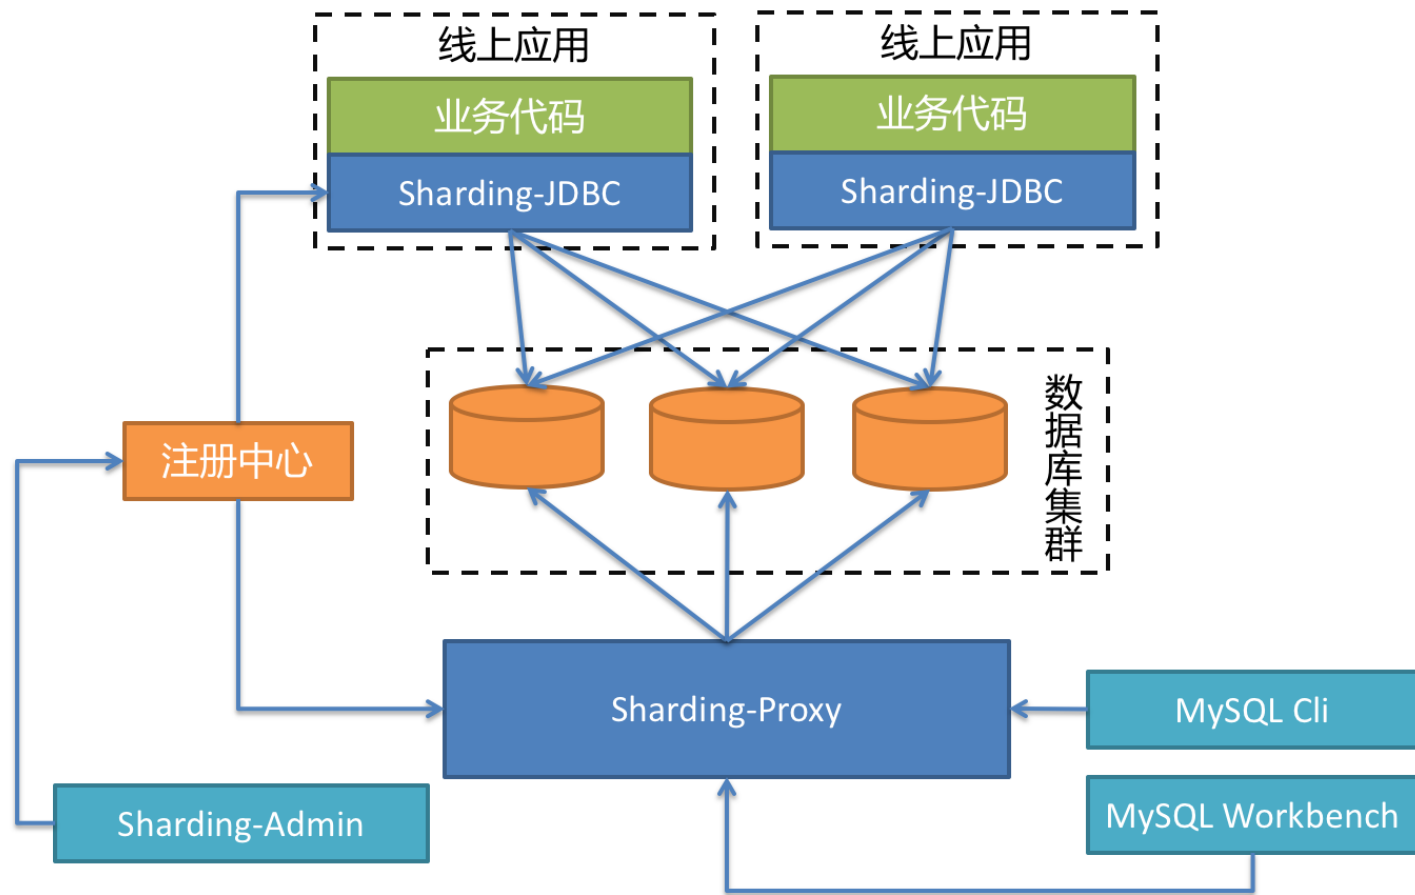 线上应用
业务代码
Sharding-JDBC
线上应用
业务代码
Sharding-JDBC
数据库集群
注册中心
Sharding-Proxy
MySQL Cli
MySQL Workbench
Sharding-Admin